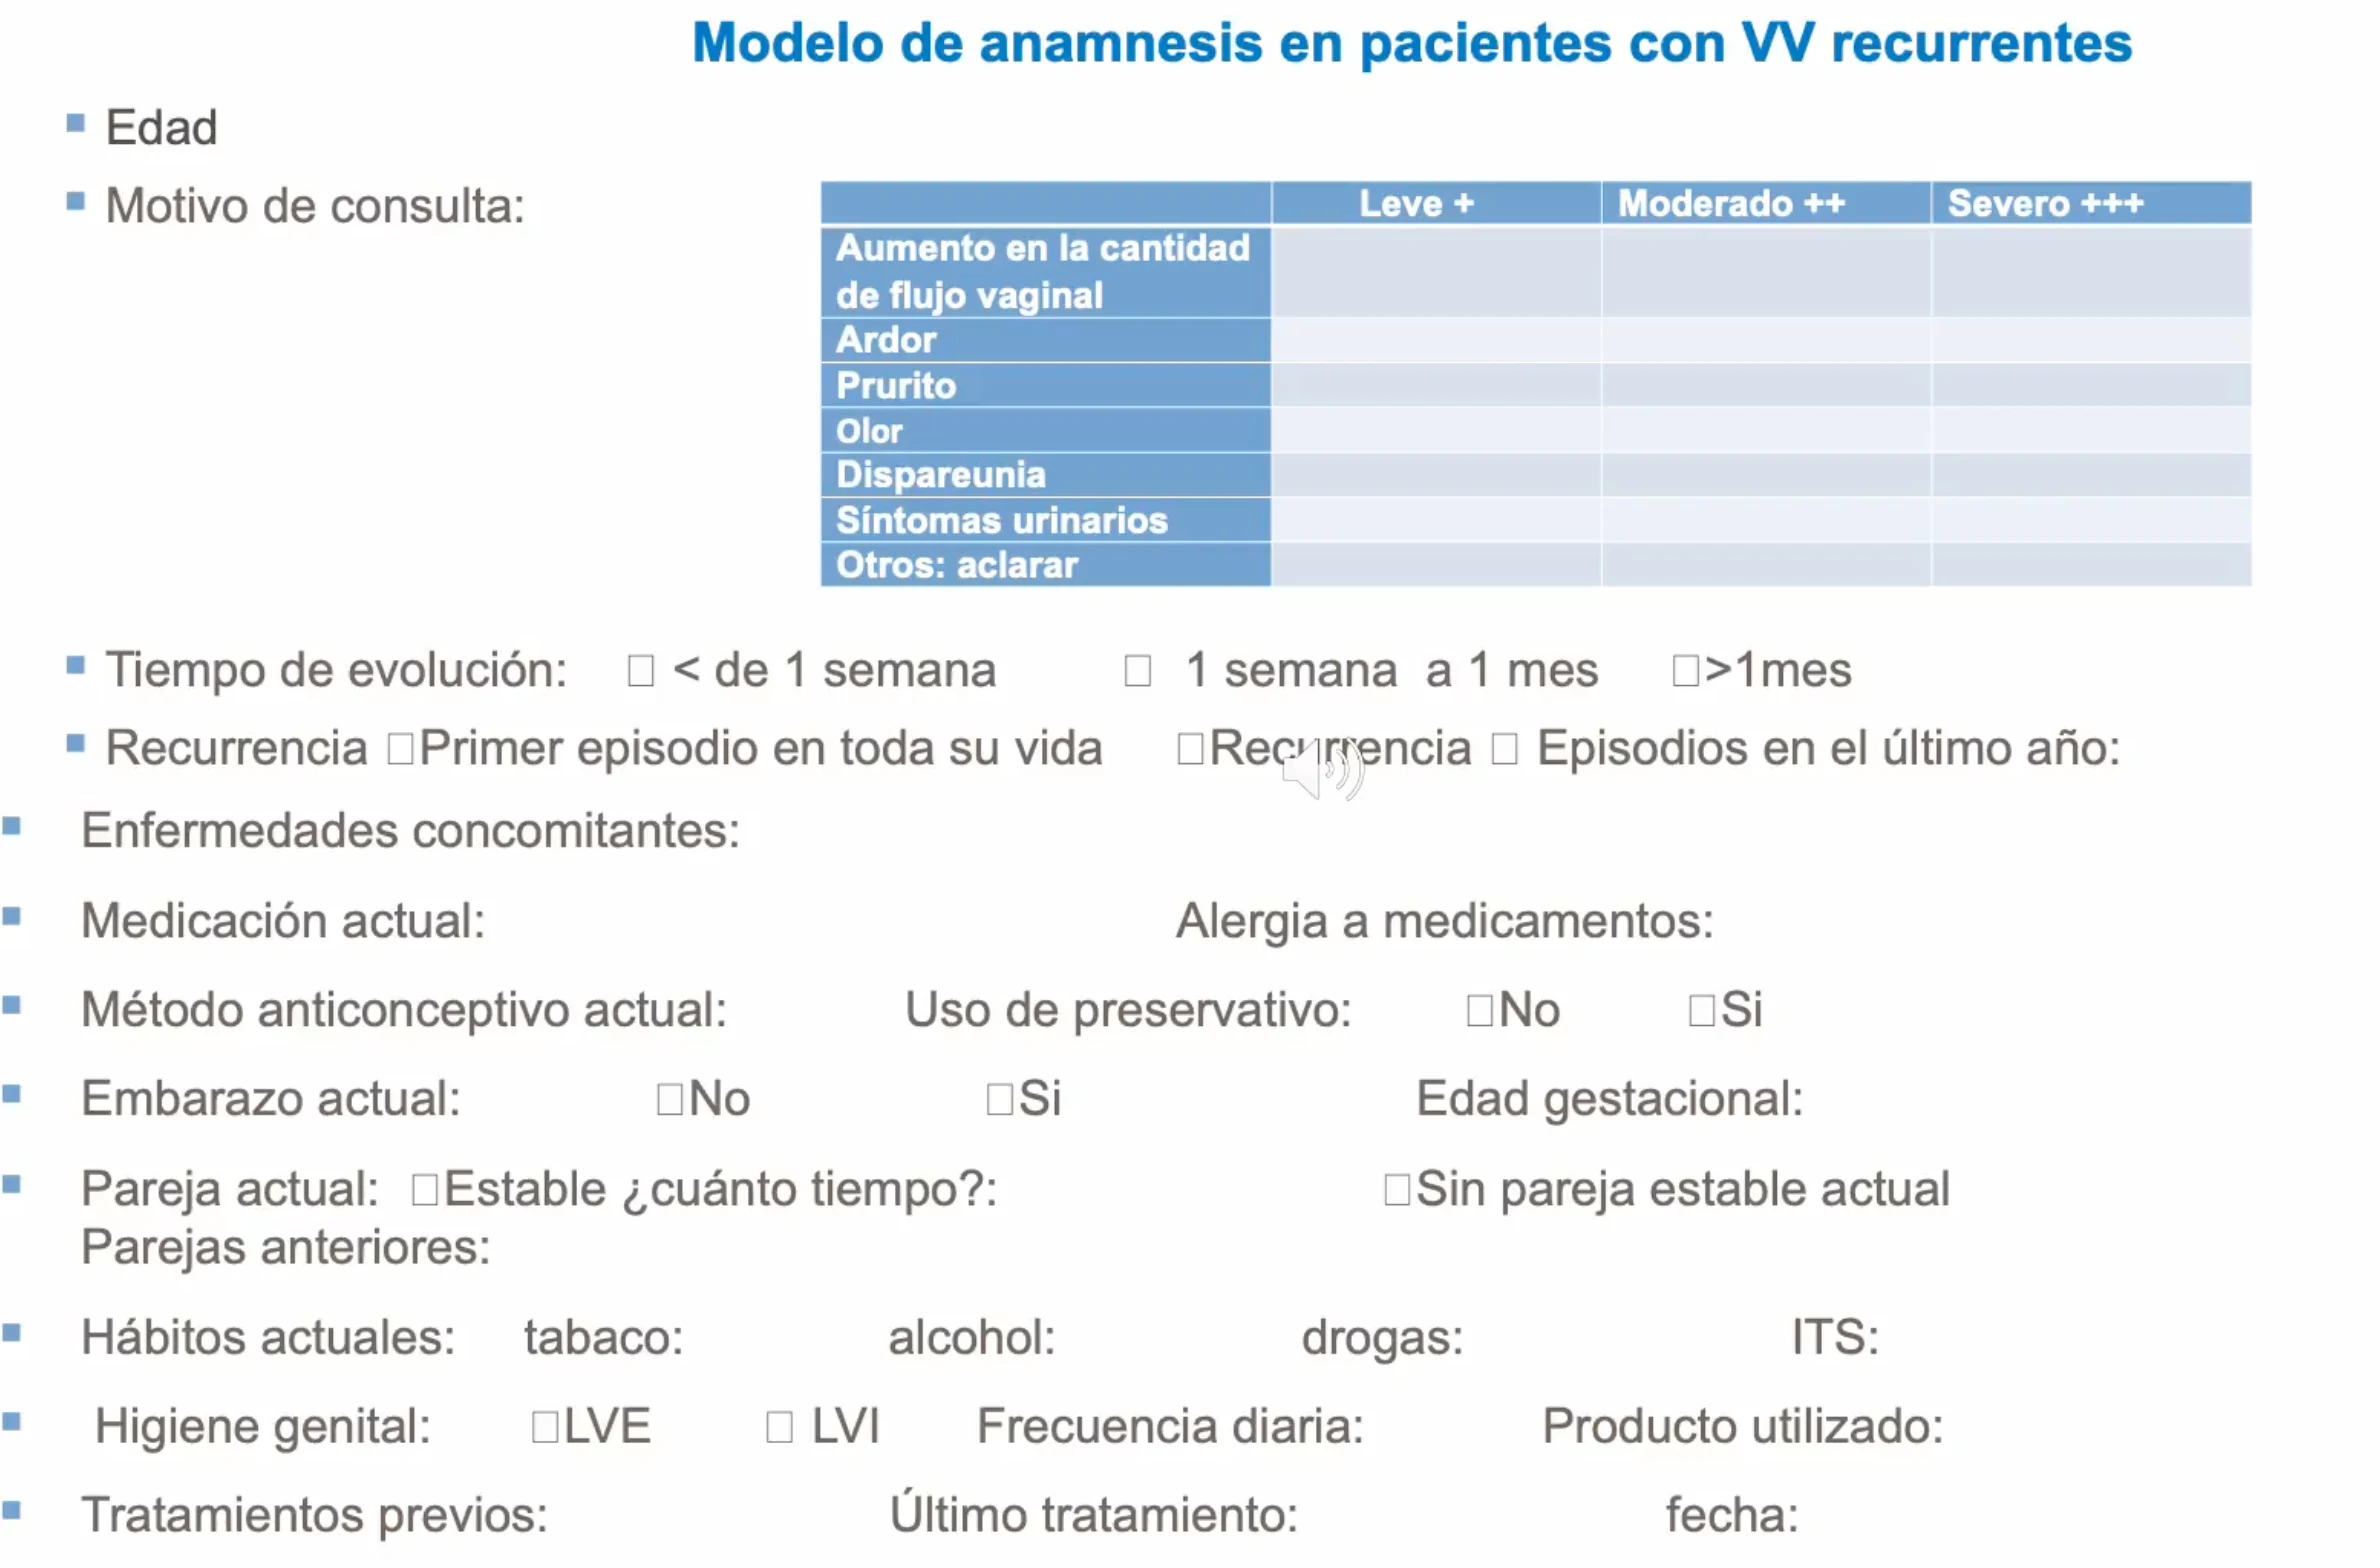 Modelo de anamnesis en pacientes con VV recurrentes
Edad
Motivo de consulta:
Leve + Moderado ++ Severo +++
Aumento en la cantidad
de flujo vaginal
Ardor
Prurito
Olor
Dispareunia
Síntomas urinarios
Otros: aclarar
Tiempo de evolución: □ < de 1 semana □ 1 semana a 1 mes □>1mes
Recurrencia □Primer episodio en toda su vida □Recurrencia □ Episodios en el último año:
Enfermedades concomitantes:
Medicación actual: Alergia a medicamentos:
Método anticonceptivo actual: Uso de preservativo: □No □Si
Embarazo actual: □No □Si Edad gestacional:
Pareja actual: □Estable ¿cuánto tiempo?: □Sin pareja estable actual
Parejas anteriores:
Hábitos actuales: tabaco: alcohol: drogas: ITS:
Higiene genital: □LVE □ LVI Frecuencia diaria: Producto utilizado:
Tratamientos previos: Último tratamiento: fecha: